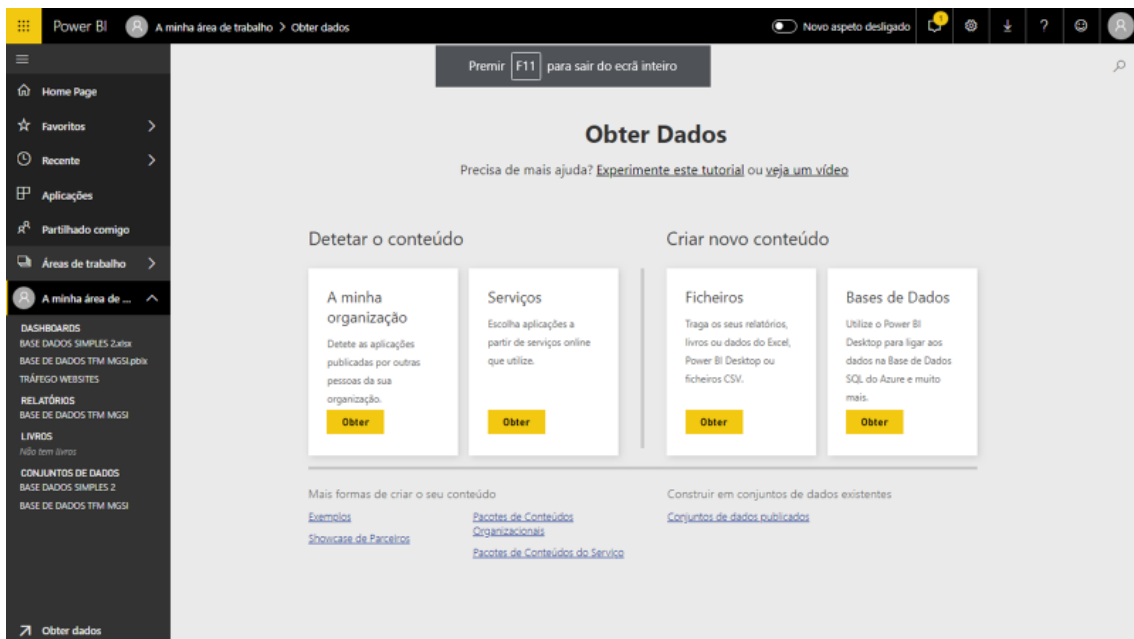 Power BI A minha área de trabalho > Obter dados Novo aspeto desligado 1 ?
Premir F11 para sair do ecrã inteiro
Home Page
Favoritos
Recente
Aplicações
Partilhado comigo
Áreas de trabalho
A minha área de ...
DASHBOARDS
BASE DADOS SIMPLES 2.xlsx
BASE DE DADOS TFM MGSI.pbix
TRÁFEGO WEBSITES
RELATÓRIOS
BASE DE DADOS TFM MGSI
LIVROS
Não tem livros
CONJUNTOS DE DADOS
BASE DADOS SIMPLES 2
BASE DE DADOS TFM MGSI
Obter dados
Obter Dados
Precisa de mais ajuda? Experimente este tutorial ou veja um vídeo
Detetar o conteúdo
A minha
organização
Detete as aplicações
publicadas por outras
pessoas da sua
organização.
Obter
Serviços
Escolha aplicações a
partir de serviços online
que utilize.
Obter
Criar novo conteúdo
Ficheiros
Traga os seus relatórios,
livros ou dados do Excel,
Power BI Desktop ou
ficheiros CSV.
Obter
Bases de Dados
Utilize o Power BI
Desktop para ligar aos
dados na Base de Dados
SQL do Azure e muito
mais.
Obter
Mais formas de criar o seu conteúdo
Exemplos
Showcase de Parceiros
Pacotes de Conteúdos
Organizacionais
Pacotes de Conteúdos do Serviço
Construir em conjuntos de dados existentes
Conjuntos de dados publicados